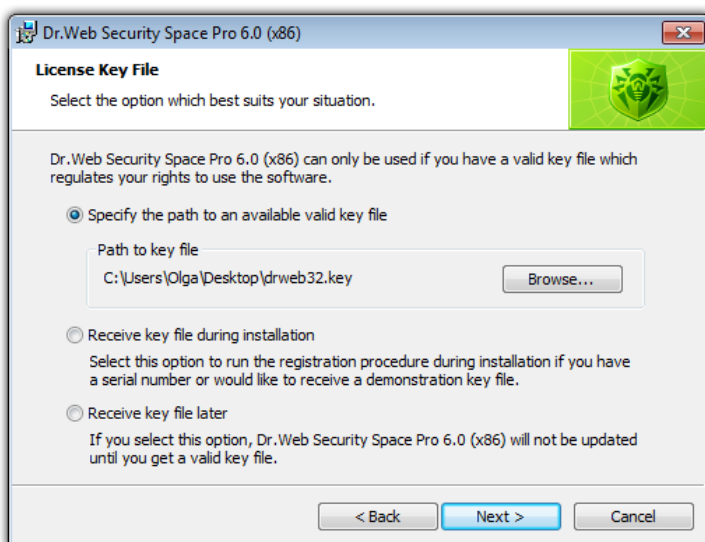 Dr.Web Security Space Pro 6.0 (x86)
License Key File
Select the option which best suits your situation.
Dr.Web Security Space Pro 6.0 (x86) can only be used if you have a valid key file which
regulates your rights to use the software.
Specify the path to an available valid key file
Path to key file
C:\Users\Olga\Desktop\drweb32.key
Browse...
Receive key file during installation
Select this option to run the registration procedure during installation if you have
a serial number or would like to receive a demonstration key file.
Receive key file later
If you select this option, Dr.Web Security Space Pro 6.0 (x86) will not be updated
until you get a valid key file.
< Back
Next >
Cancel